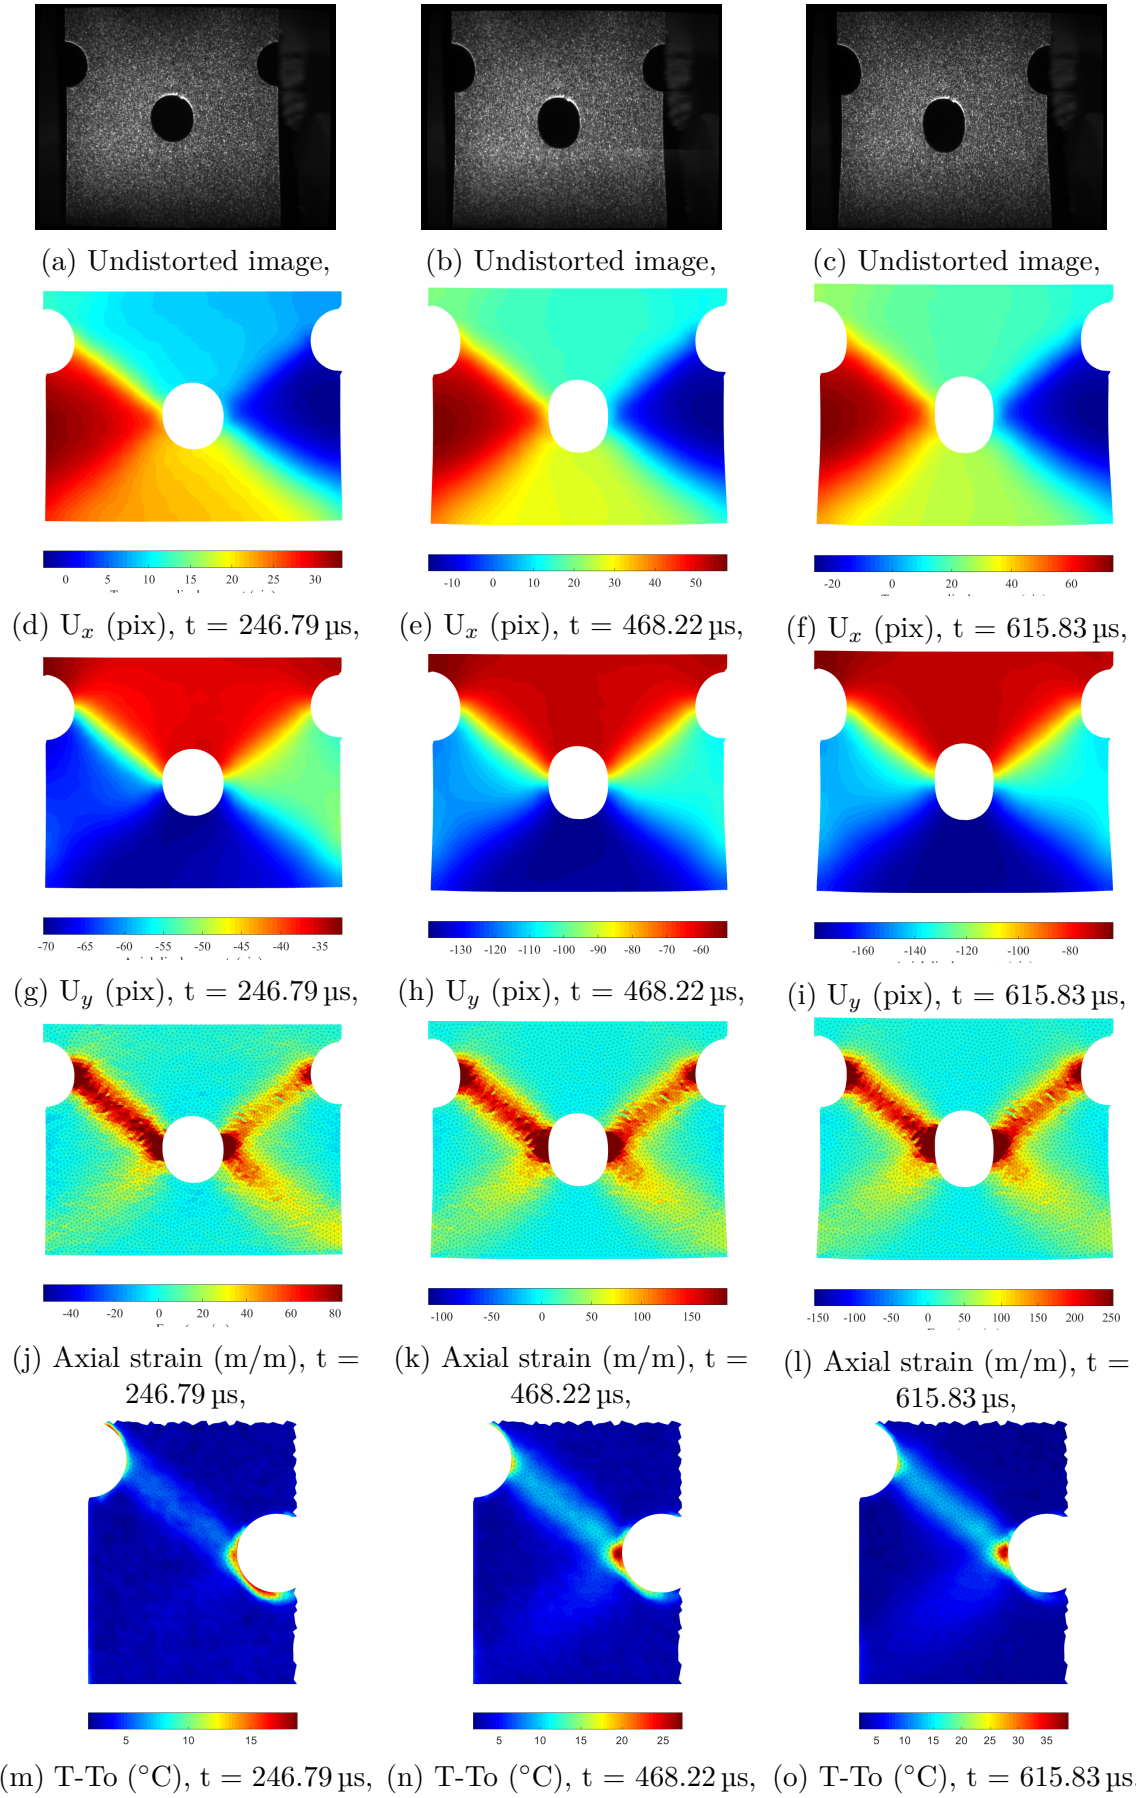 (a) Undistorted image,
(b) Undistorted image,
(c) Undistorted image,
0 5 10 15 20 25 30
-10 0 10 20 30 40 50
-20 0 20 40 60
(d) Uₓ (pix), t = 246.79 µs,
(e) Uₓ (pix), t = 468.22 µs,
(f) Uₓ (pix), t = 615.83 µs,
-70 -65 -60 -55 -50 -45 -40 -35
-130 -120 -110 -100 -90 -80 -70 -60
-160 -140 -120 -100 -80
(g) U_y (pix), t = 246.79 µs,
(h) U_y (pix), t = 468.22 µs,
(i) U_y (pix), t = 615.83 µs,
-40 -20 0 20 40 60 80
-100 -50 0 50 100 150
-150 -100 -50 0 50 100 150 200 250
(j) Axial strain (m/m), t =
246.79 µs,
(k) Axial strain (m/m), t =
468.22 µs,
(l) Axial strain (m/m), t =
615.83 µs,
5 10 15
5 10 15 20 25
5 10 15 20 25 30 35
(m) T-To (°C), t = 246.79 µs,
(n) T-To (°C), t = 468.22 µs,
(o) T-To (°C), t = 615.83 µs.